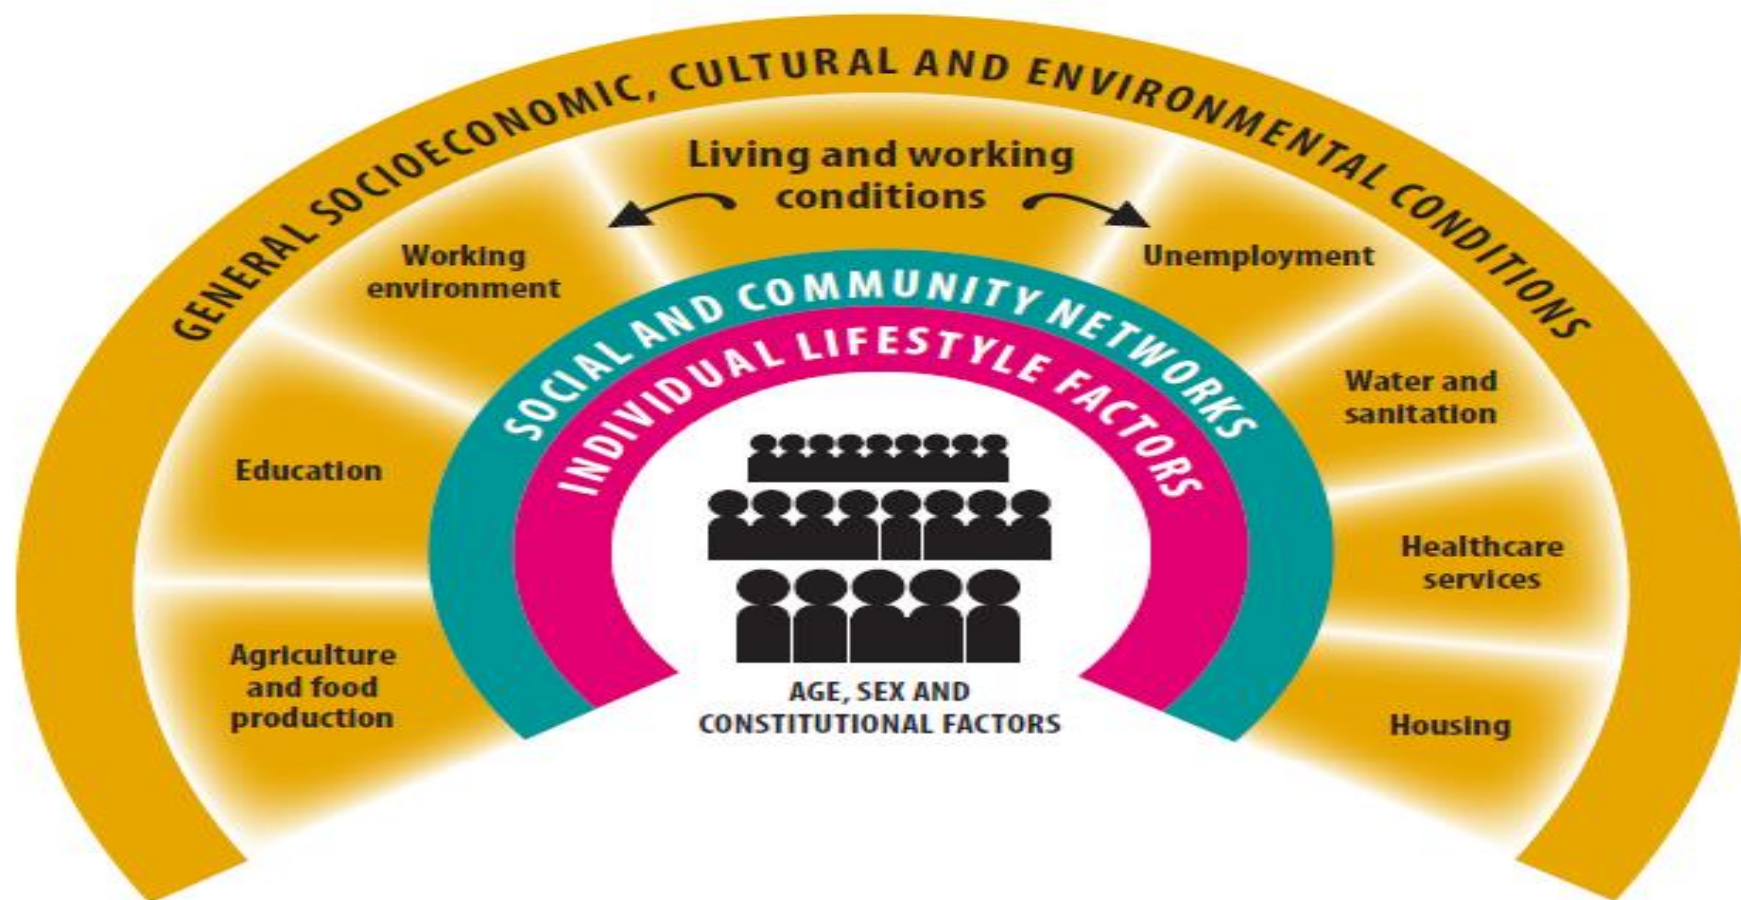 GENERAL SOCIOECONOMIC, CULTURAL AND ENVIRONMENTAL CONDITIONS
Living and working
conditions
Working
environment
Unemployment
Education
Water and
sanitation
Agriculture
and food
production
Healthcare
services
Housing
SOCIAL AND COMMUNITY NETWORKS
INDIVIDUAL LIFESTYLE FACTORS
AGE, SEX AND
CONSTITUTIONAL FACTORS